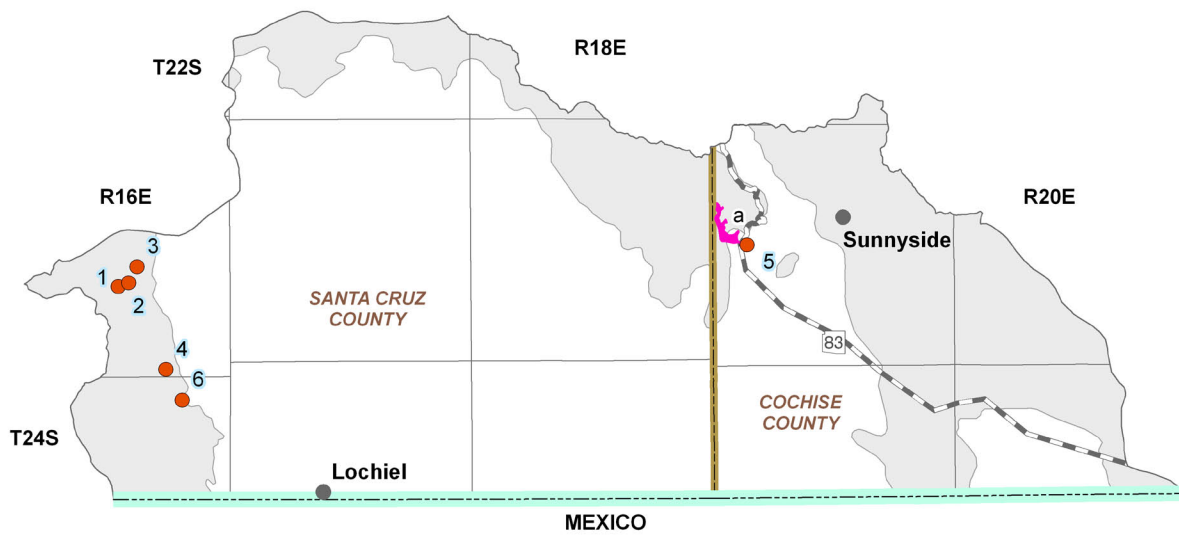 R18E
T22S
R16E
R20E
a
Sunnyside
3
1
5
2
SANTA CRUZ
COUNTY
83
4
6
COCHISE
COUNTY
T24S
Lochiel
MEXICO